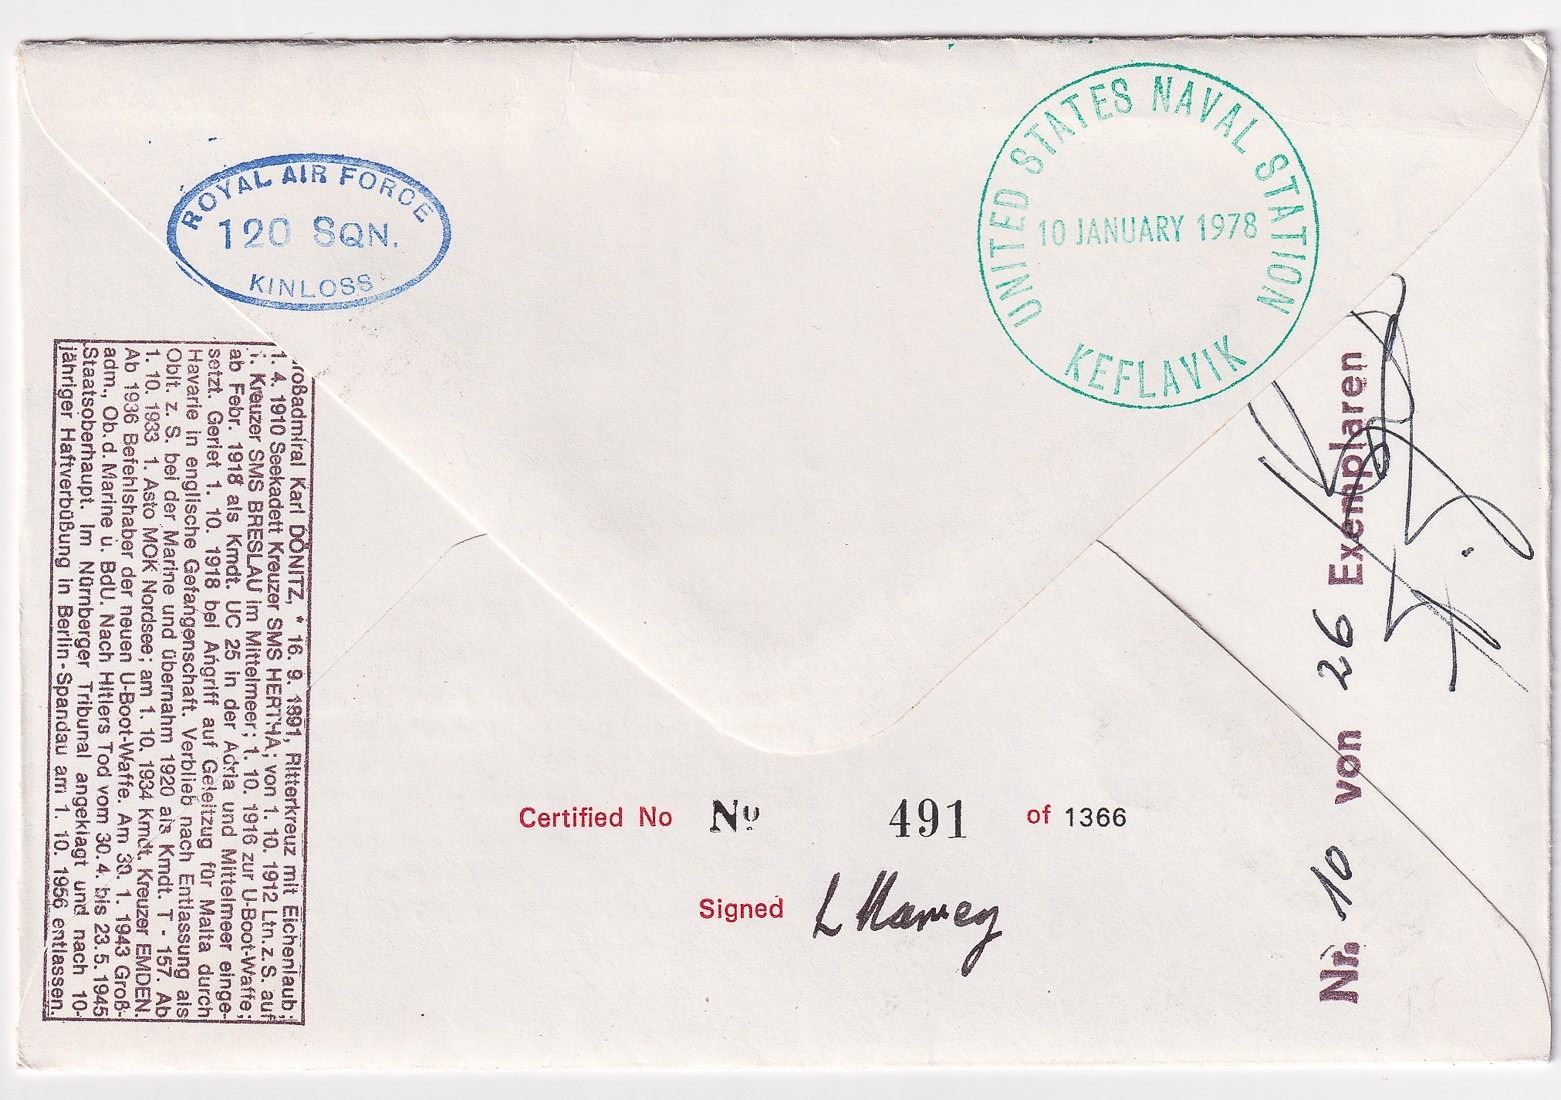 ROYAL AIR FORCE
120 SQN.
KINLOSS
UNITED STATES NAVAL STATION
10 JANUARY 1978
KEFLAVIK
Großadmiral Karl DÖNITZ, * 16. 9. 1891, Ritterkreuz mit Eichenlaub;
1. 4. 1910 Seekadett Kreuzer SMS HERTHA; von 1. 10. 1912 Ltn.z.S. auf
Kreuzer SMS BRESLAU im Mittelmeer; 1. 10. 1916 zur U-Boot-Waffe;
ab Febr. 1918 als Kmdt. UC 25 in der Adria und Mittelmeer einge-
setzt. Geriet 1. 10. 1918 bei Angriff auf Geleitzug für Malta durch
Havarie in englische Gefangenschaft. Verblieb nach Entlassung als
Oblt. z. S. bei der Marine und übernahm 1920 als Kmdt. T - 157. Ab
1. 10. 1933 1. Asto MOK Nordsee; am 1. 10. 1934 Kmdt. Kreuzer EMDEN.
Ab 1936 Befehlshaber der neuen U-Boot-Waffe. Am 30. 1. 1943 Groß-
adm., Ob. d. Marine u. BdU. Nach Hitlers Tod vom 30. 4. bis 23. 5. 1945
Staatsoberhaupt. Im Nürnberger Tribunal angeklagt und nach 10-
jähriger Haftverbüßung in Berlin-Spandau am 1. 10. 1956 entlassen.
Certified No No 491 of 1366
Signed
Nr. 10 von 26 Exemplaren